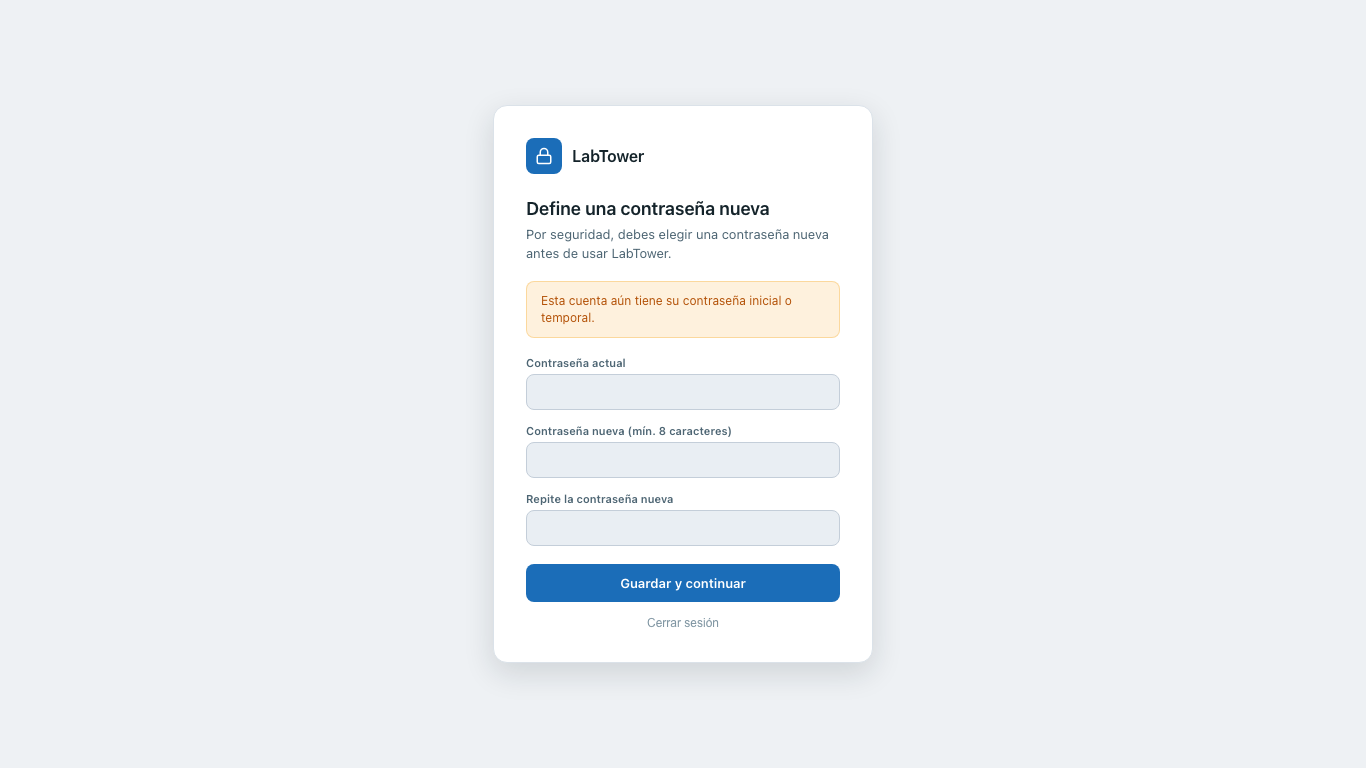 LabTower
Define una contraseña nueva
Por seguridad, debes elegir una contraseña nueva
antes de usar LabTower.
Esta cuenta aún tiene su contraseña inicial o
temporal.
Contraseña actual
Contraseña nueva (mín. 8 caracteres)
Repite la contraseña nueva
Guardar y continuar
Cerrar sesión